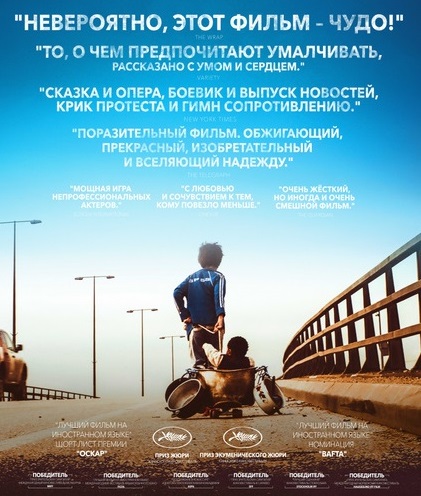 "НЕВЕРОЯТНО, ЭТОТ ФИЛЬМ – ЧУДО!"
THE WRAP
"ТО, О ЧЕМ ПРЕДПОЧИТАЮТ УМАЛЧИВАТЬ,
РАССКАЗАНО С УМОМ И СЕРДЦЕМ."
VARIETY
"СКАЗКА И ОПЕРА, БОЕВИК И ВЫПУСК НОВОСТЕЙ,
КРИК ПРОТЕСТА И ГИМН СОПРОТИВЛЕНИЮ."
NEW YORK TIMES
"ПОРАЗИТЕЛЬНЫЙ ФИЛЬМ. ОБЖИГАЮЩИЙ,
ПРЕКРАСНЫЙ, ИЗОБРЕТАТЕЛЬНЫЙ
И ВСЕЛЯЮЩИЙ НАДЕЖДУ."
THE TELEGRAPH
"МОЩНАЯ ИГРА
НЕПРОФЕССИОНАЛЬНЫХ
АКТЕРОВ."
"С ЛЮБОВЬЮ
И СОЧУВСТВИЕМ К ТЕМ,
КОМУ ПОВЕЗЛО МЕНЬШЕ."
"ОЧЕНЬ ЖЁСТКИЙ,
НО ИНОГДА И ОЧЕНЬ
СМЕШНОЙ ФИЛЬМ."
"ЛУЧШИЙ ФИЛЬМ НА
ИНОСТРАННОМ ЯЗЫКЕ"
ШОРТ-ЛИСТ ПРЕМИИ
"ОСКАР"
ПРИЗ ЖЮРИ
ПРИЗ ЭКУМЕНИЧЕСКОГО ЖЮРИ
"ЛУЧШИЙ ФИЛЬМ НА
ИНОСТРАННОМ ЯЗЫКЕ"
НОМИНАЦИЯ
"BAFTA"
ПОБЕДИТЕЛЬ
ПОБЕДИТЕЛЬ
ПОБЕДИТЕЛЬ
ПОБЕДИТЕЛЬ
ПОБЕДИТЕЛЬ
ПОБЕДИТЕЛЬ